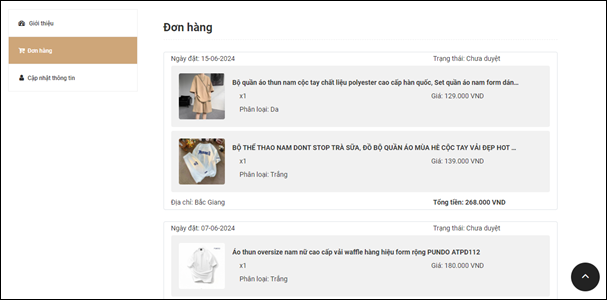 Giới thiệu
Đơn hàng
Cập nhật thông tin
Đơn hàng
Ngày đặt: 15-06-2024 Trạng thái: Chưa duyệt
Bộ quần áo thun nam cộc tay chất liệu polyester cao cấp hàn quốc, Set quần áo nam form dán...
x1 Giá: 129.000 VND
Phân loại: Da
BỘ THỂ THAO NAM DONT STOP TRÀ SỮA, ĐỒ BỘ QUẦN ÁO MÙA HÈ CỘC TAY VẢI ĐẸP HOT ...
x1 Giá: 139.000 VND
Phân loại: Trắng
Địa chỉ: Bắc Giang Tổng tiền: 268.000 VND
Ngày đặt: 07-06-2024 Trạng thái: Chưa duyệt
Áo thun oversize nam nữ cao cấp vải waffle hàng hiệu form rộng PUNDO ATPD112
x1 Giá: 180.000 VND
Phân loại: Trắng